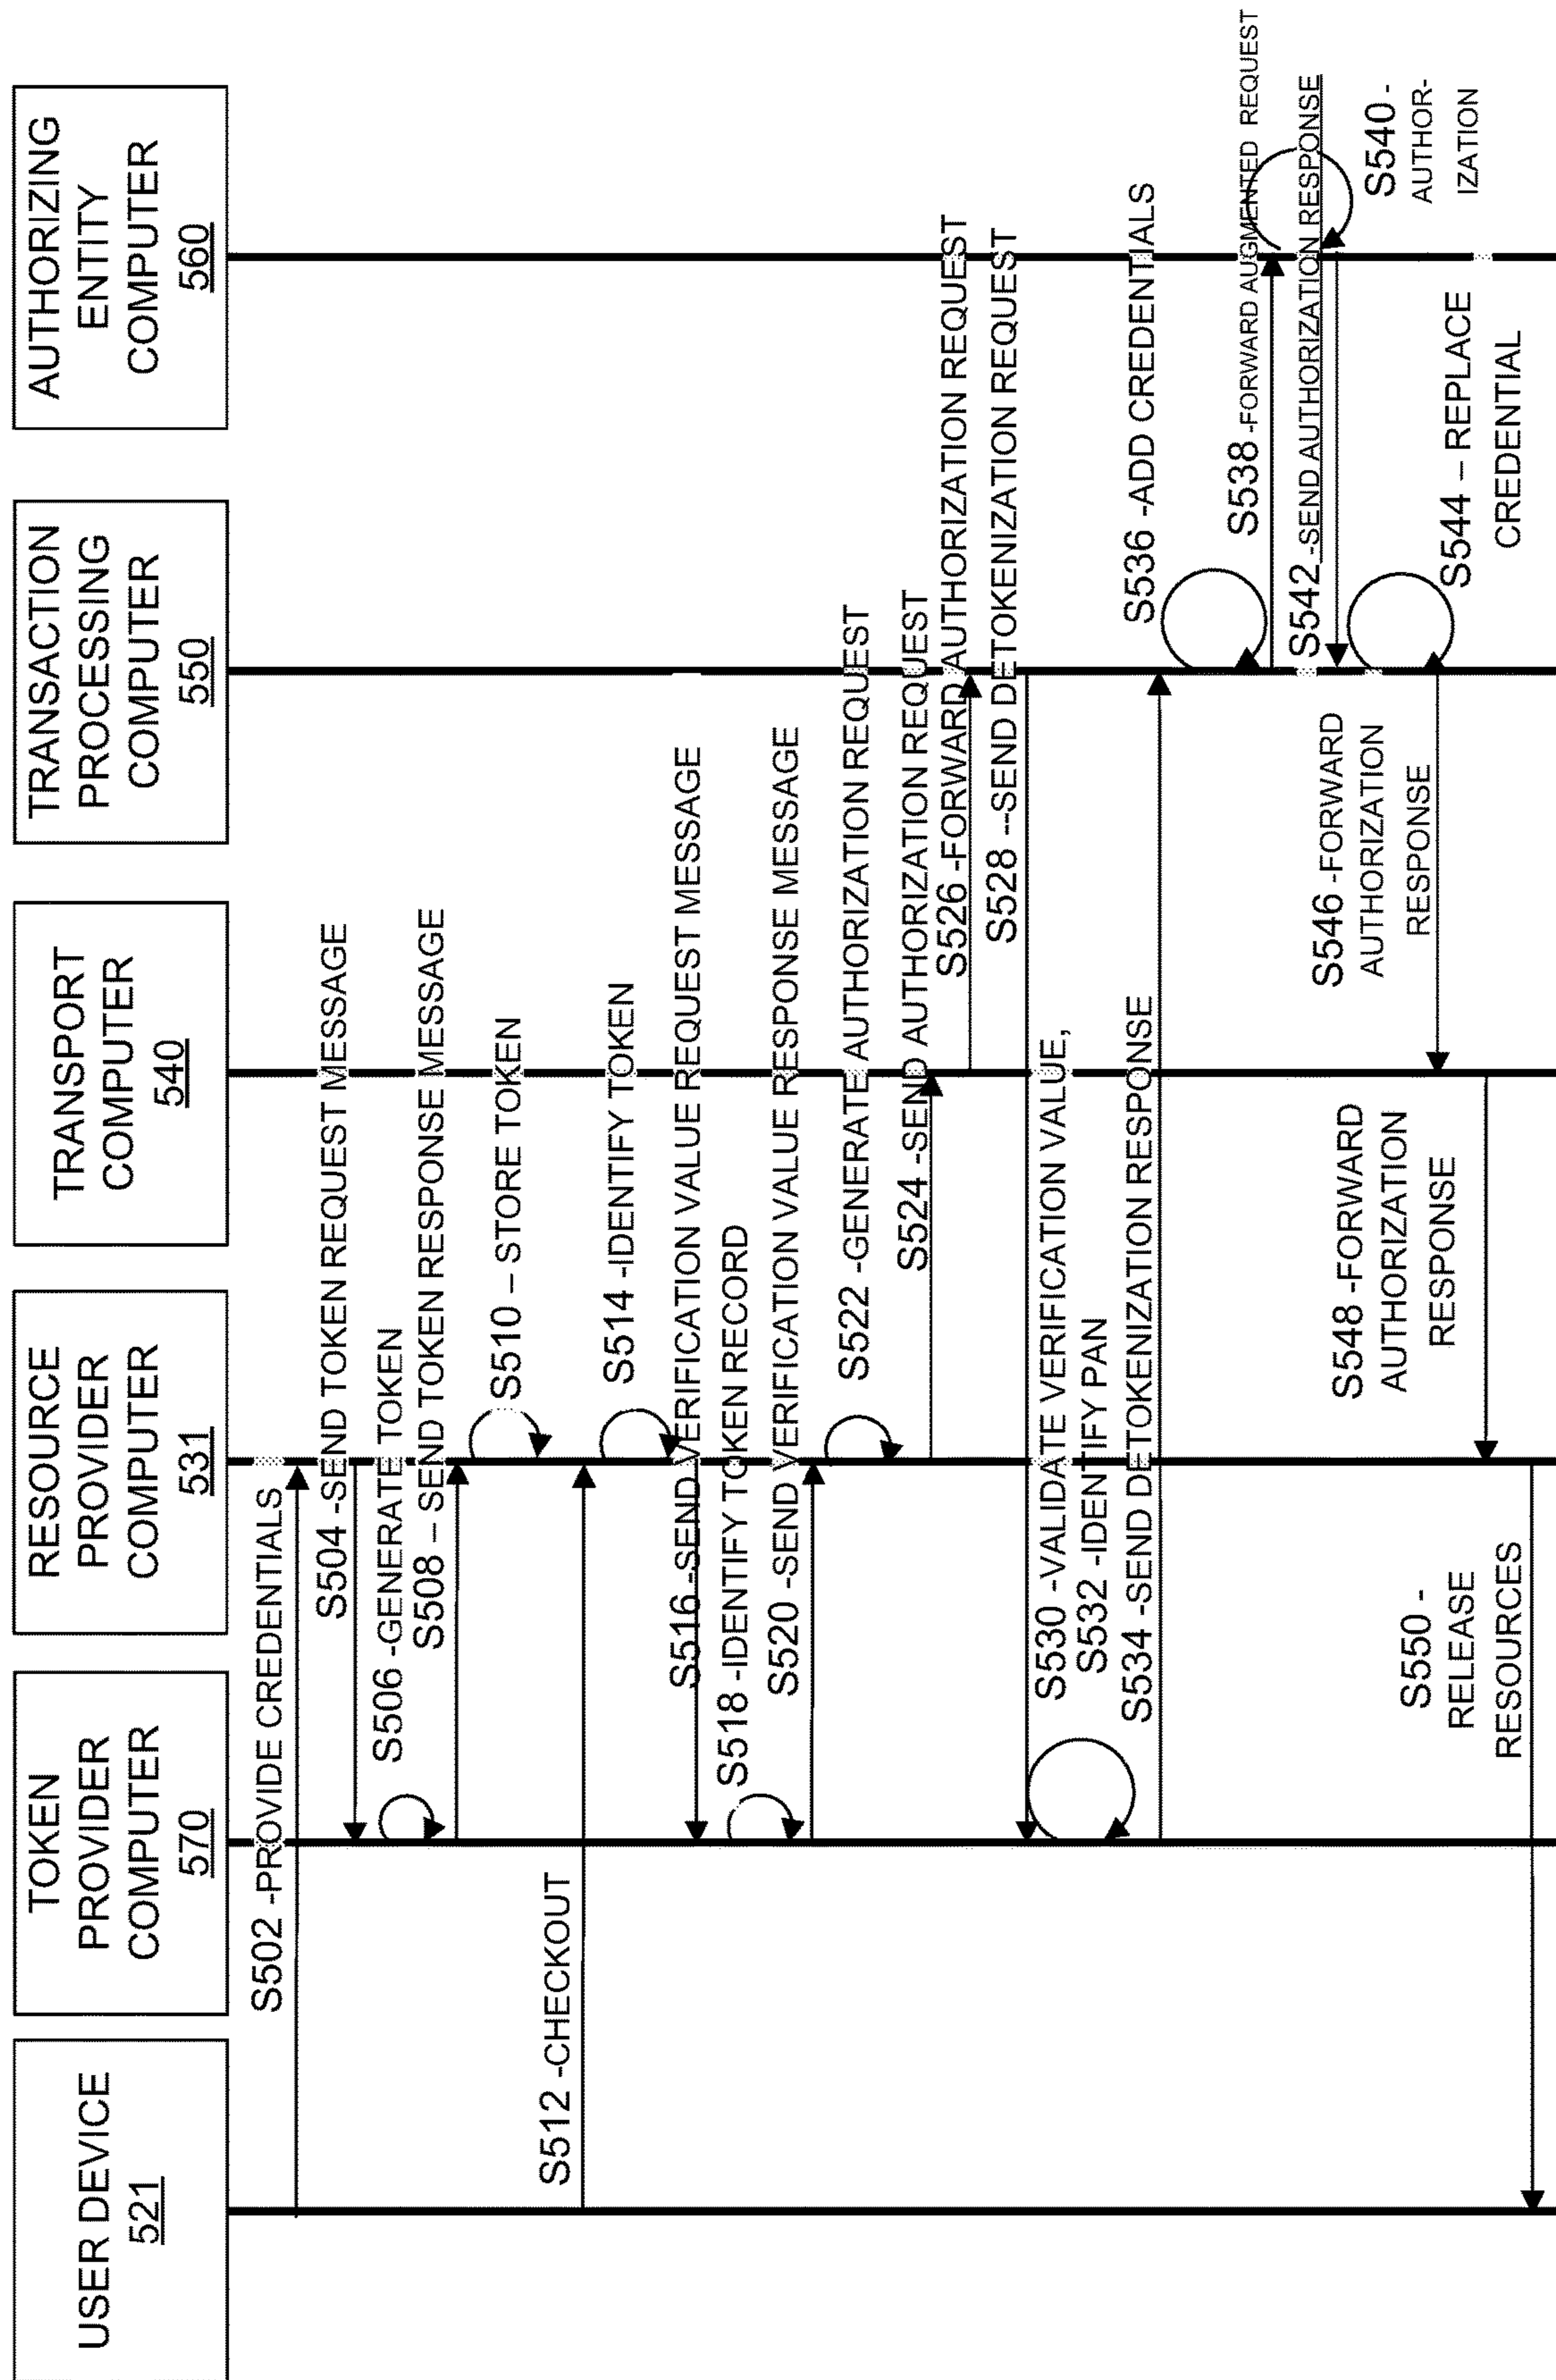 USER DEVICE
521
TOKEN
PROVIDER
COMPUTER
570
RESOURCE
PROVIDER
COMPUTER
531
TRANSPORT
COMPUTER
540
TRANSACTION
PROCESSING
COMPUTER
550
AUTHORIZING
ENTITY
COMPUTER
560
S502 -PROVIDE CREDENTIALS
S504 -SEND TOKEN REQUEST MESSAGE
S506 -GENERATE TOKEN
S508 – SEND TOKEN RESPONSE MESSAGE
S510 – STORE TOKEN
S512 -CHECKOUT
S514 -IDENTIFY TOKEN
S516 -SEND VERIFICATION VALUE REQUEST MESSAGE
S518 -IDENTIFY TOKEN RECORD
S520 -SEND VERIFICATION VALUE RESPONSE MESSAGE
S522 -GENERATE AUTHORIZATION REQUEST
S524 -SEND AUTHORIZATION REQUEST
S526 -FORWARD AUTHORIZATION REQUEST
S528 --SEND DETOKENIZATION REQUEST
S530 -VALIDATE VERIFICATION VALUE,
S532 -IDENTIFY PAN
S534 -SEND DETOKENIZATION RESPONSE
S536 -ADD CREDENTIALS
S538 -FORWARD AUGMENTED REQUEST
S542 -SEND AUTHORIZATION RESPONSE
S540 -
AUTHOR-
IZATION
S544 – REPLACE
CREDENTIAL
S546 -FORWARD
AUTHORIZATION
RESPONSE
S548 -FORWARD
AUTHORIZATION
RESPONSE
S550 -
RELEASE
RESOURCES